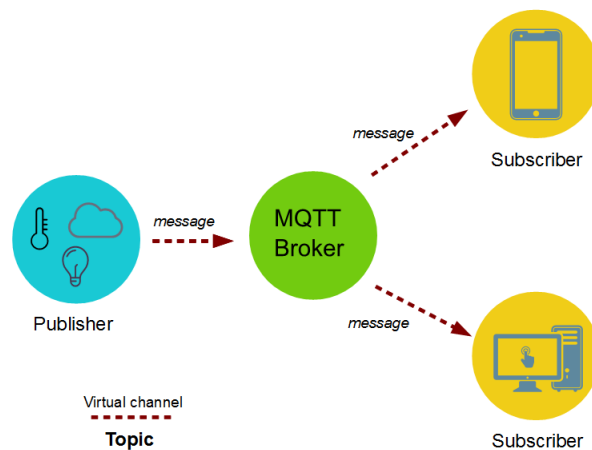 message
Subscriber
message
MQTT
Broker
Publisher
message
Virtual channel
Topic
Subscriber